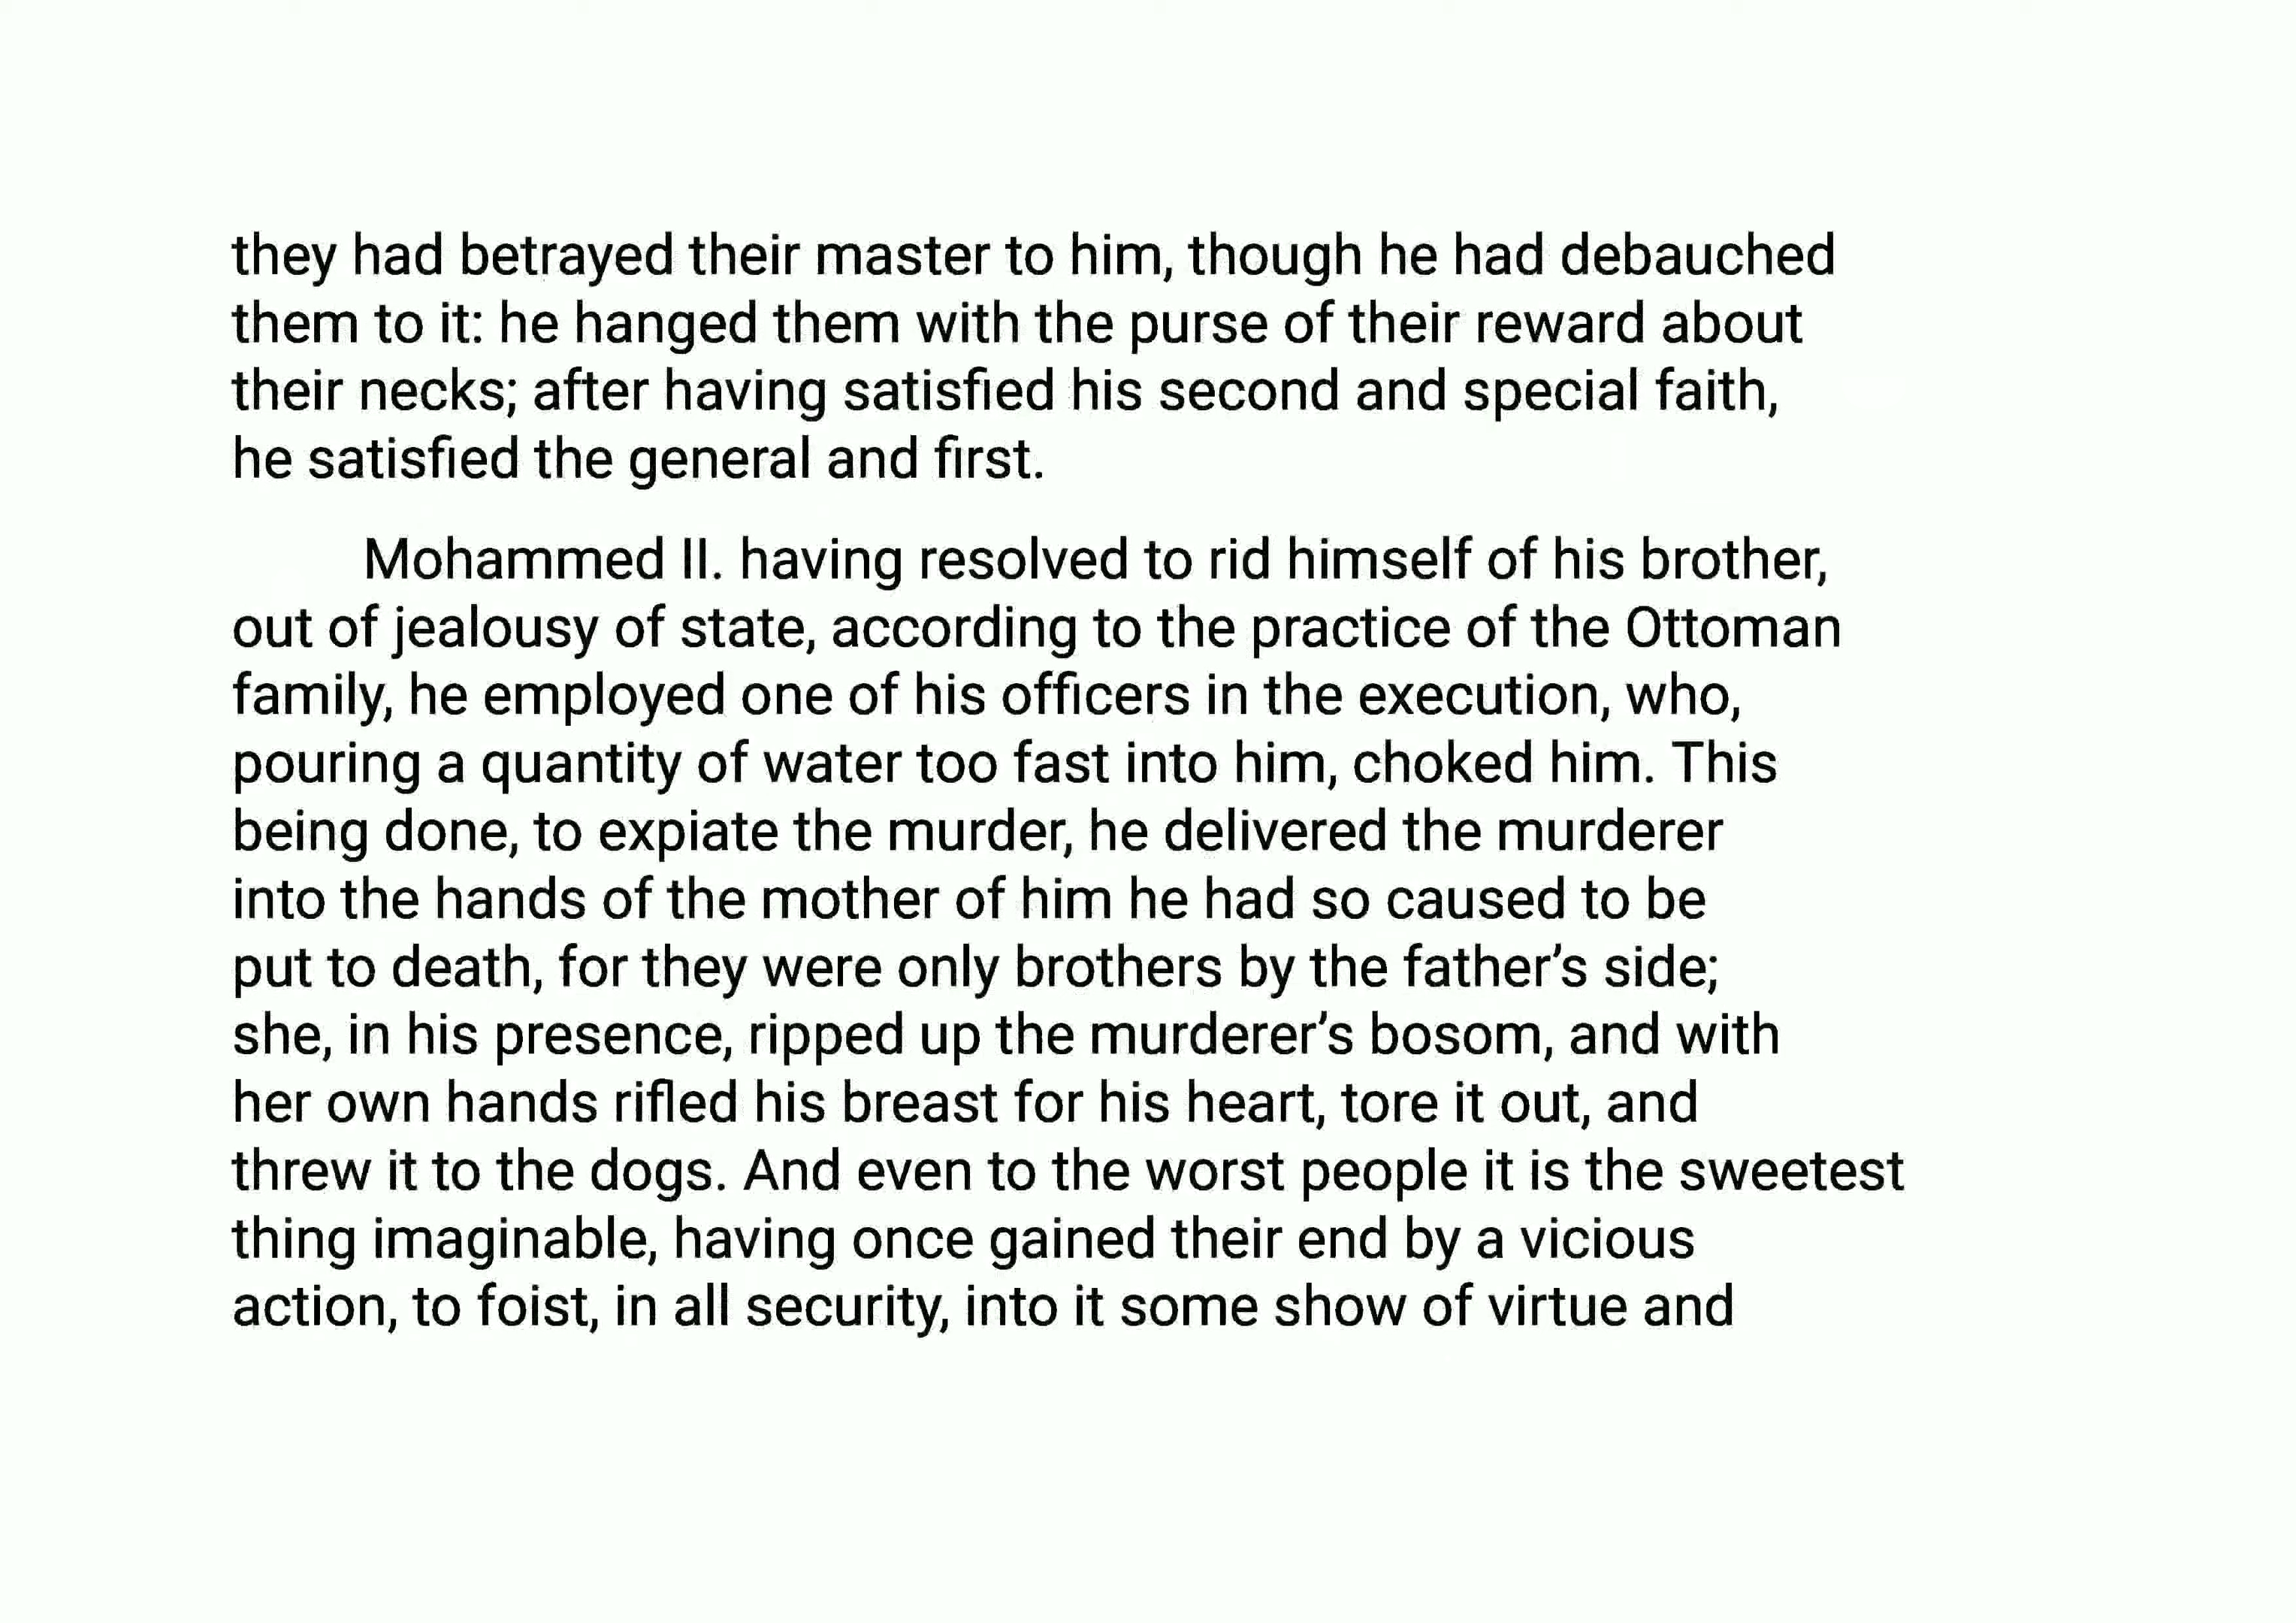 they had betrayed their master to him, though he had debauched
them to it: he hanged them with the purse of their reward about
their necks; after having satisfied his second and special faith,
he satisfied the general and first.
Mohammed II. having resolved to rid himself of his brother,
out of jealousy of state, according to the practice of the Ottoman
family, he employed one of his officers in the execution, who,
pouring a quantity of water too fast into him, choked him. This
being done, to expiate the murder, he delivered the murderer
into the hands of the mother of him he had so caused to be
put to death, for they were only brothers by the father’s side;
she, in his presence, ripped up the murderer’s bosom, and with
her own hands rifled his breast for his heart, tore it out, and
threw it to the dogs. And even to the worst people it is the sweetest
thing imaginable, having once gained their end by a vicious
action, to foist, in all security, into it some show of virtue and